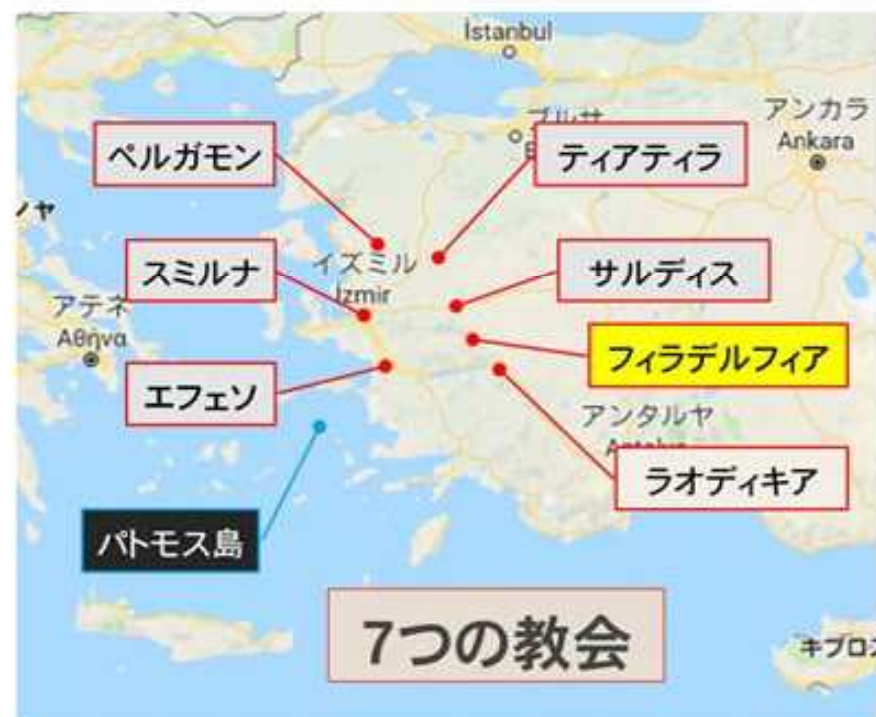 İstanbul
アンカラ
Ankara
ペルガモン
ティアティラ
スミルナ
イズミル
İzmir
サルディス
アテネ
Αθήνα
フィラデルフィア
エフェソ
アンタルヤ
ラオディキア
パトモス島
7つの教会